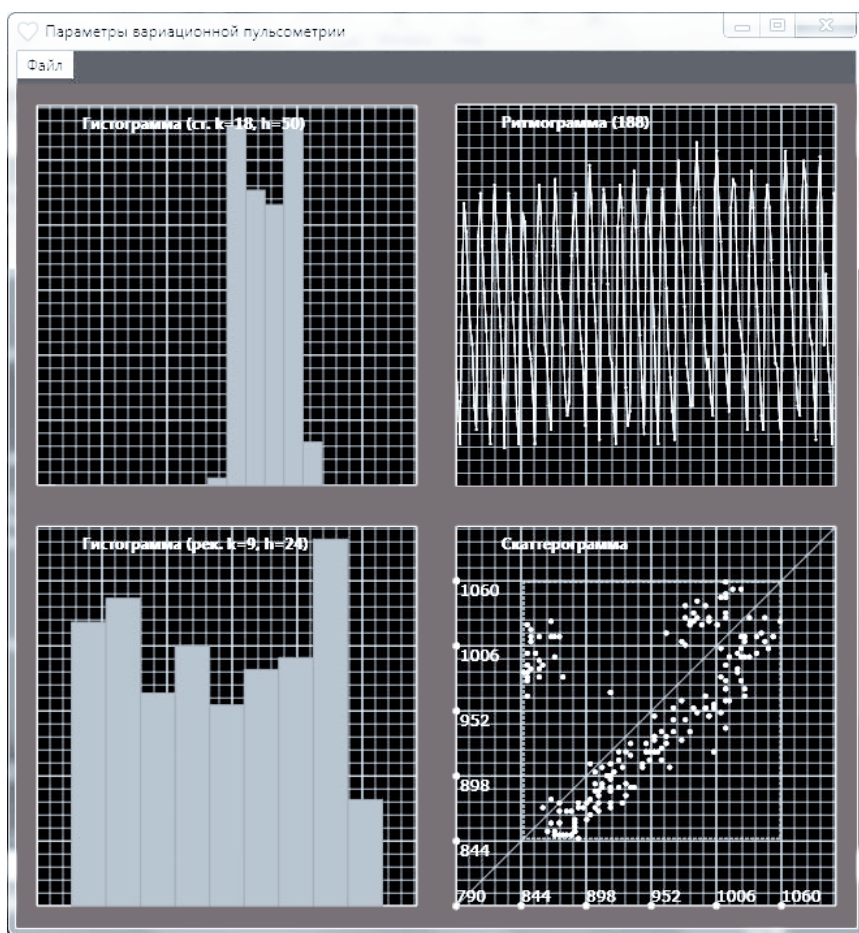 Параметры вариационной пульсометрии
Файл
Гистограмма (ст. k=18, h=50)
Ритмограмма (188)
Гистограмма (рек. k=9, h=24)
Скаттерограмма
1060
1006
952
898
844
790 844 898 952 1006 1060